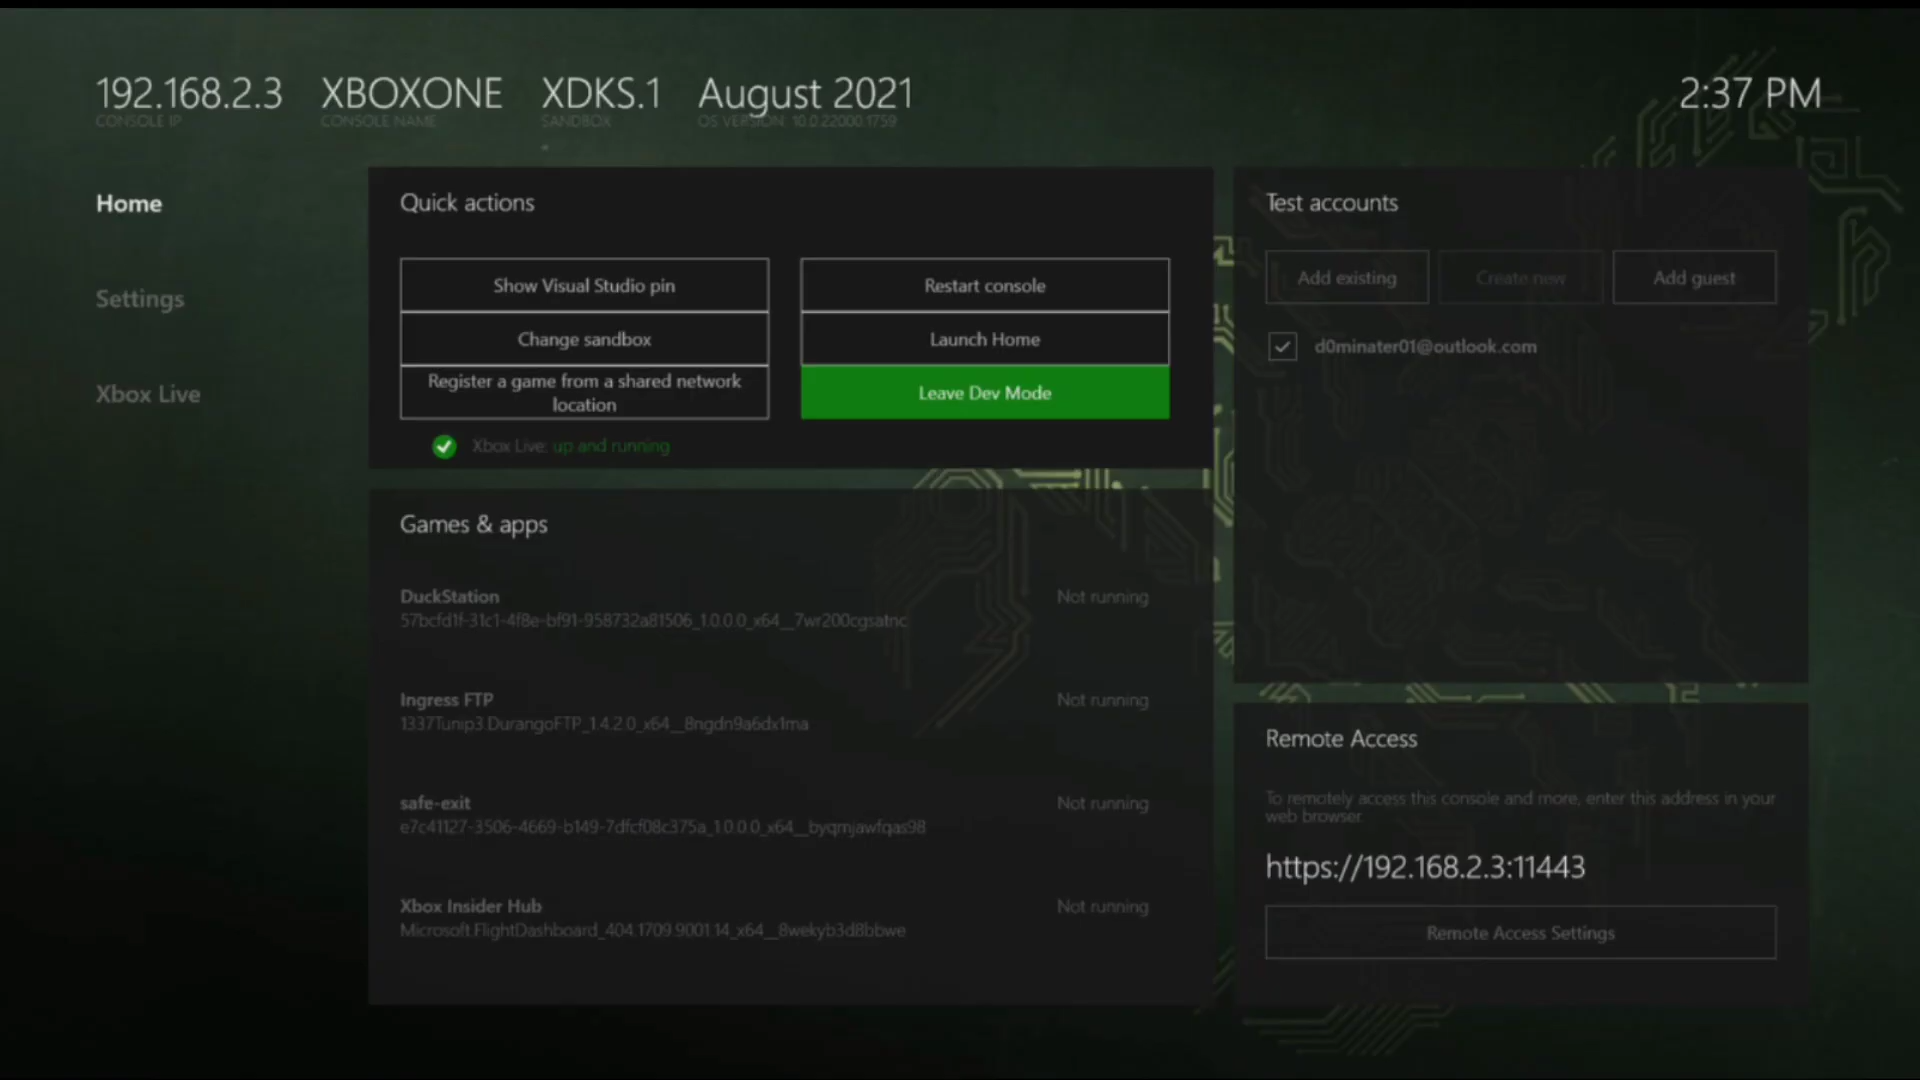 192.168.2.3 XBOXONE XDKS.1 August 2021 2:37 PM
CONSOLE IP CONSOLE NAME SANDBOX OS VERSION: 10.0.22000.1759
Home
Settings
Xbox Live
Quick actions
Show Visual Studio pin
Change sandbox
Register a game from a shared network
location
Restart console
Launch Home
Leave Dev Mode
Xbox Live: up and running
Games & apps
DuckStation Not running
57bcfd1f-31c1-4f8e-bf91-958732a81506_1.0.0.0_x64__7wr200cgsatnc
Ingress FTP Not running
1337Tunip3.DurangoFTP_1.4.2.0_x64__8ngdn9a6dx1ma
safe-exit Not running
e7c41127-3506-4669-b149-7dfcf08c375a_1.0.0.0_x64__byqmjawfqas98
Xbox Insider Hub Not running
Microsoft.FlightDashboard_404.1709.9001.14_x64__8wekyb3d8bbwe
Test accounts
Add existing Create new Add guest
d0minater01@outlook.com
Remote Access
To remotely access this console and more, enter this address in your
web browser.
https://192.168.2.3:11443
Remote Access Settings